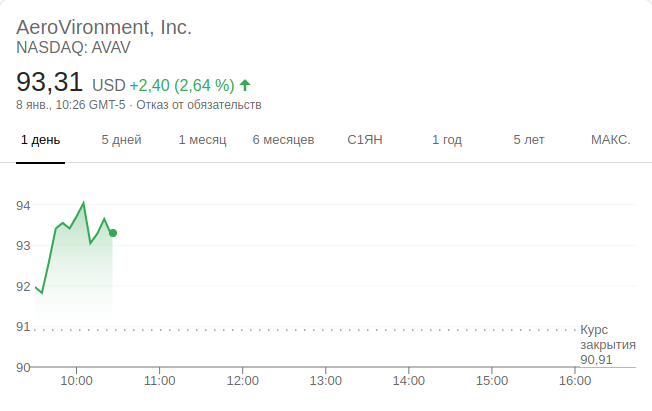 AeroVironment, Inc.
NASDAQ: AVAV
93,31 USD +2,40 (2,64 %)
8 янв., 10:26 GMT-5 · Отказ от обязательств
1 день 5 дней 1 месяц 6 месяцев С1ЯН 1 год 5 лет МАКС.
94
93
92
91
90
Курс
закрытия
90,91
10:00 11:00 12:00 13:00 14:00 15:00 16:00